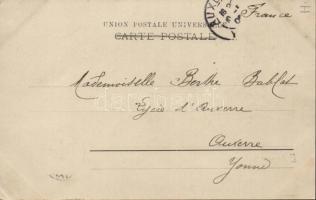 France
UNION POSTALE UNIVERSELLE
CARTE POSTALE
Mademoiselle Berthe Bablot
Lycée d'Auxerre
Auxerre
Yonne